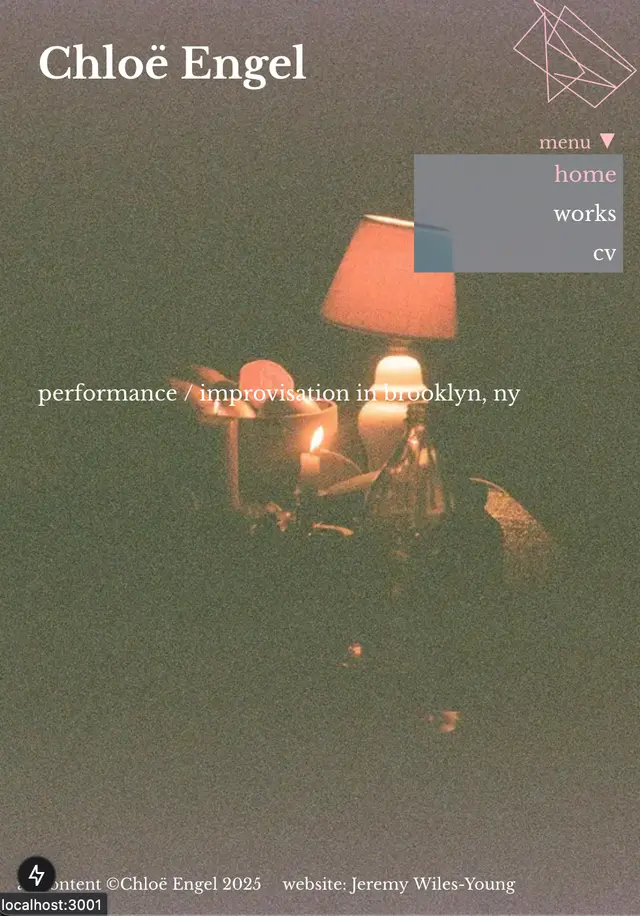 Chloë Engel
menu ▼
home
works
cv
performance / improvisation in brooklyn, ny
content ©Chloë Engel 2025 website: Jeremy Wiles-Young
localhost:3001